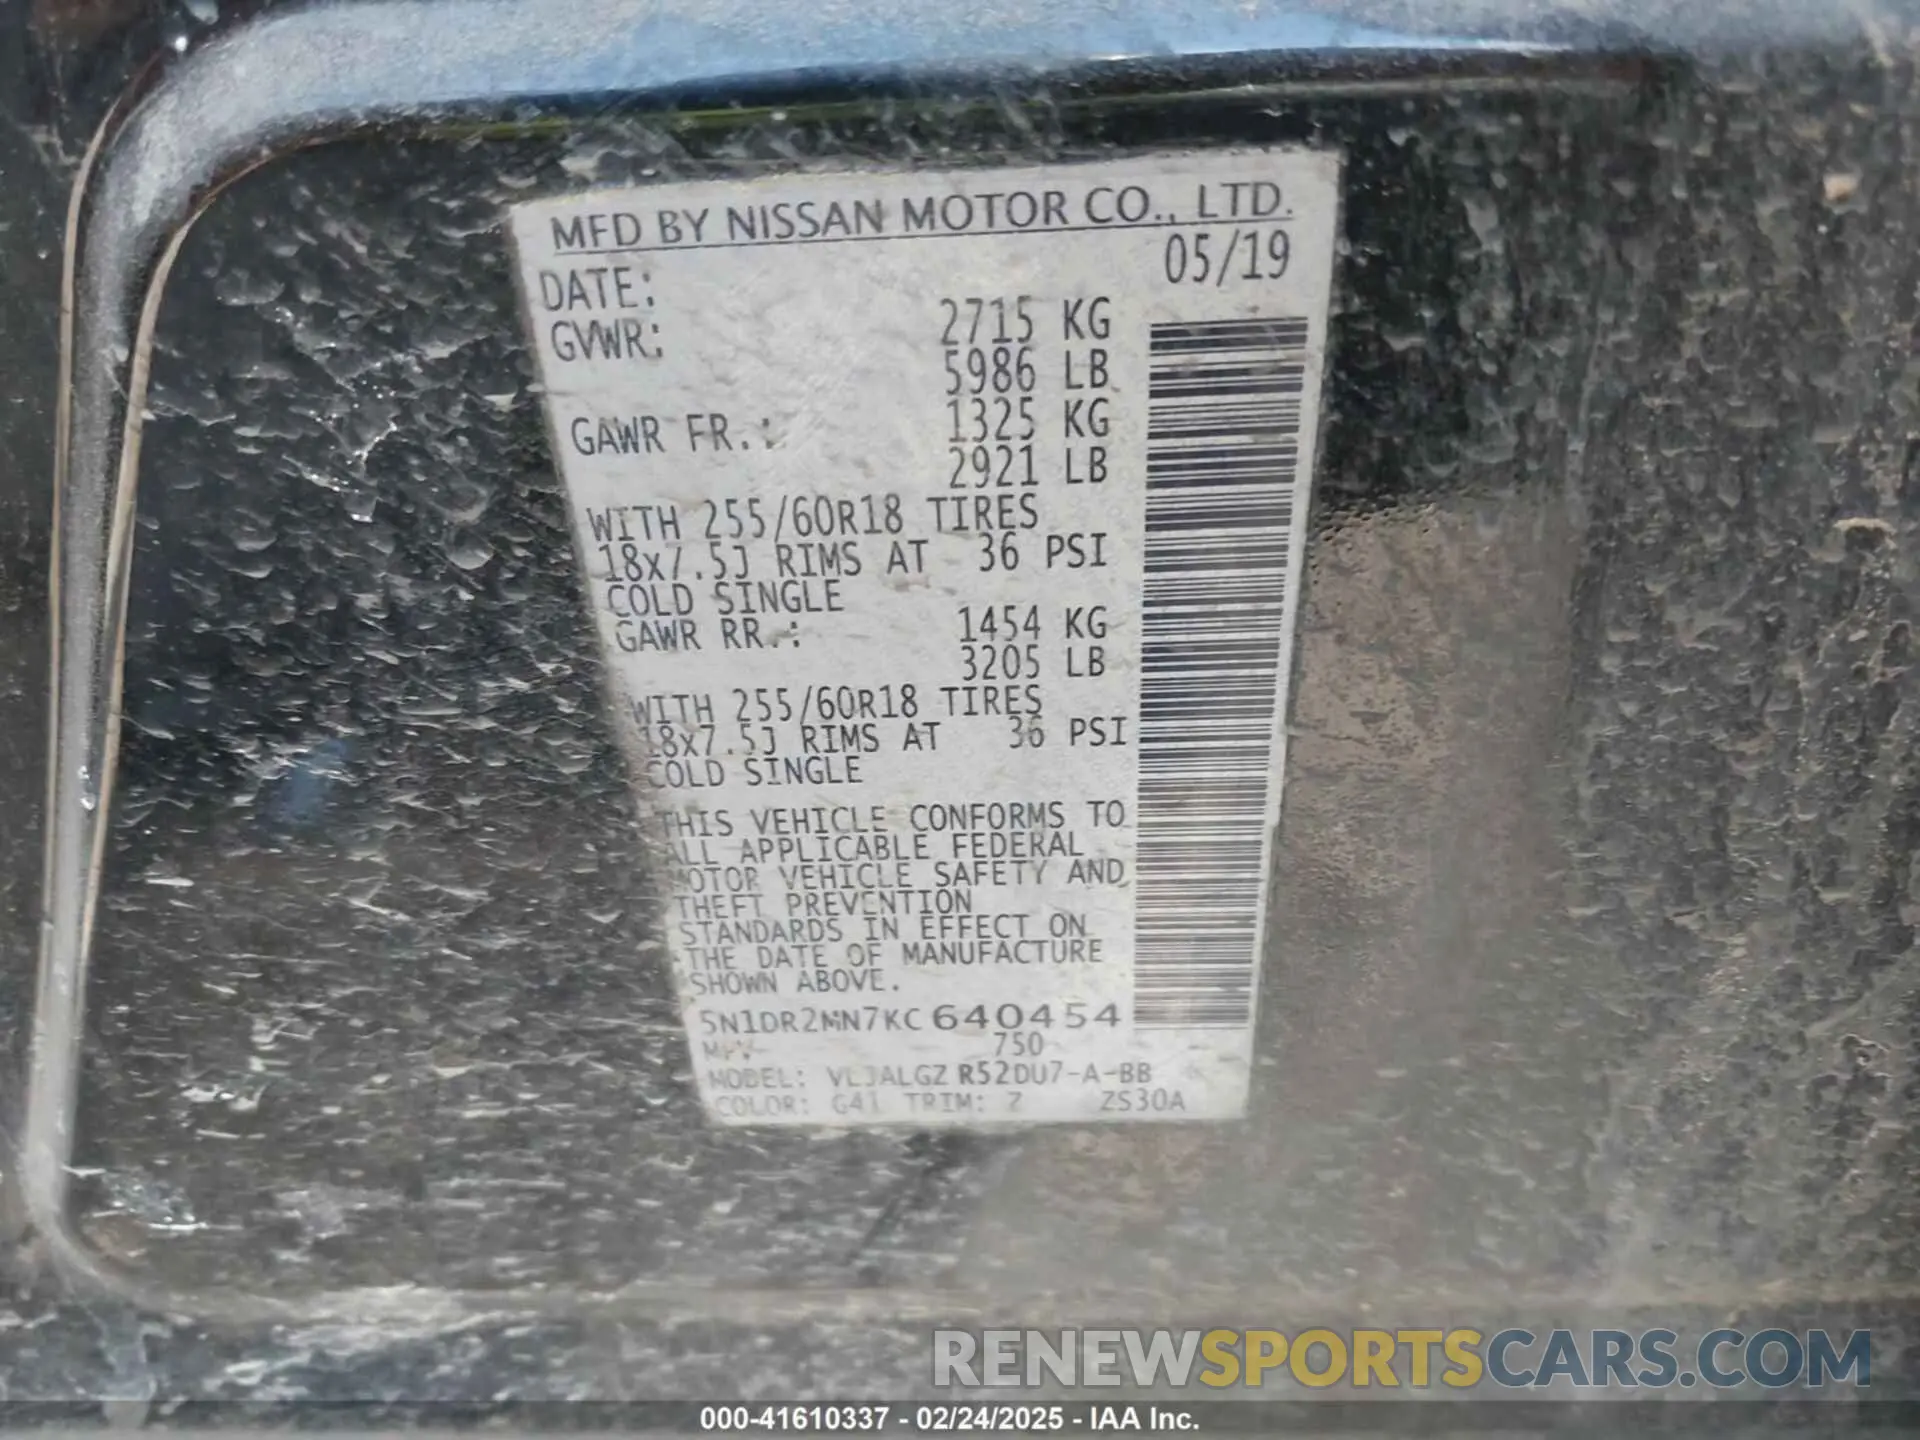 MFD BY NISSAN MOTOR CO., LTD.
DATE: 05/19
GVWR: 2715 KG
5986 LB
GAWR FR.: 1325 KG
2921 LB
WITH 255/60R18 TIRES
18x7.5J RIMS AT 36 PSI
COLD SINGLE
GAWR RR.: 1454 KG
3205 LB
WITH 255/60R18 TIRES
18x7.5J RIMS AT 36 PSI
COLD SINGLE
THIS VEHICLE CONFORMS TO
ALL APPLICABLE FEDERAL
MOTOR VEHICLE SAFETY AND
THEFT PREVENTION
STANDARDS IN EFFECT ON
THE DATE OF MANUFACTURE
SHOWN ABOVE.
5N1DR2MN7KC640454
750
MODEL: VLJALGZ R52DU7-A-BB
COLOR: G41 TRIM: Z ZS30A
RENEWSPORTSCARS.COM
000-41610337 - 02/24/2025 - IAA Inc.